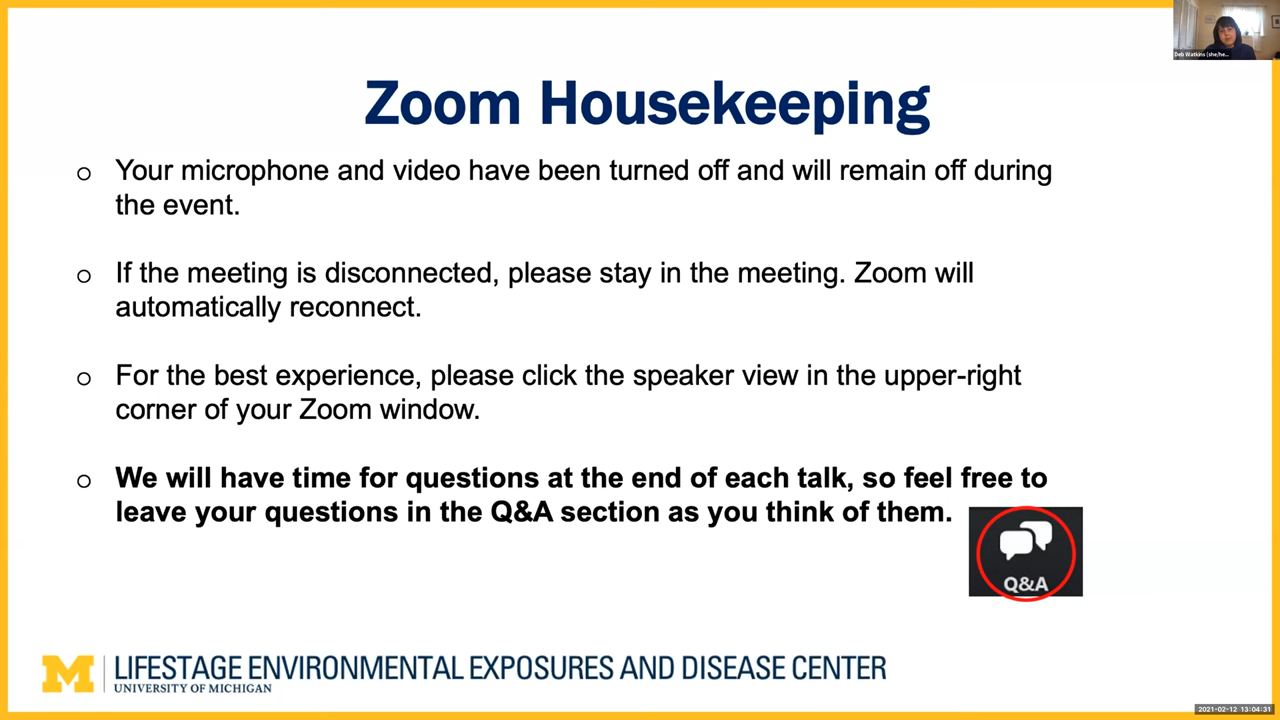 Deb Watkins (she/he...
Zoom Housekeeping
o Your microphone and video have been turned off and will remain off during
the event.
o If the meeting is disconnected, please stay in the meeting. Zoom will
automatically reconnect.
o For the best experience, please click the speaker view in the upper-right
corner of your Zoom window.
o We will have time for questions at the end of each talk, so feel free to
leave your questions in the Q&A section as you think of them.
Q&A
M LIFESTAGE ENVIRONMENTAL EXPOSURES AND DISEASE CENTER
UNIVERSITY OF MICHIGAN
2021-02-12 13:04:31